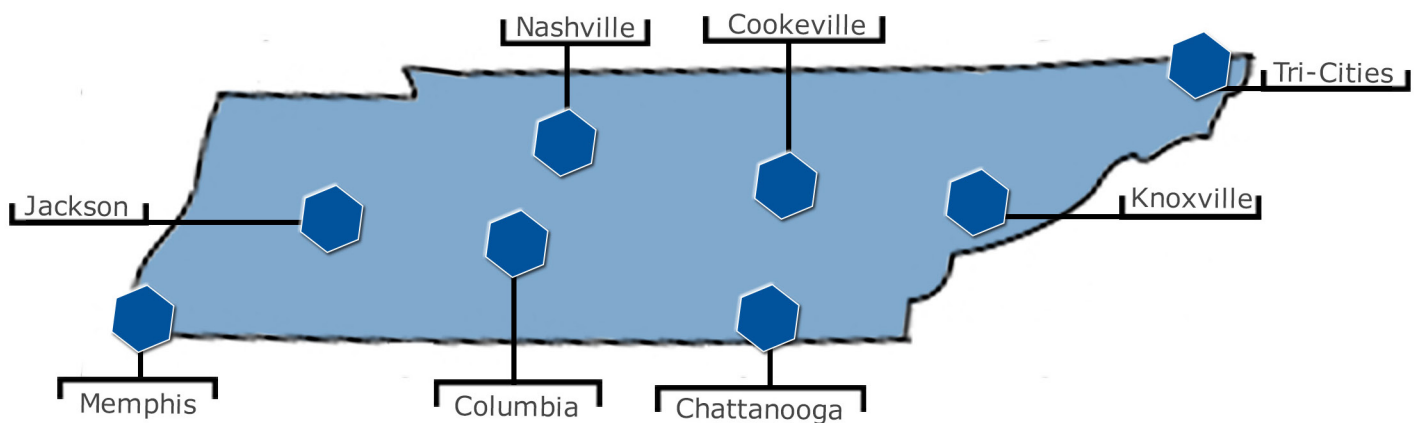 Nashville
Cookeville
Tri-Cities
Jackson
Knoxville
Memphis
Columbia
Chattanooga